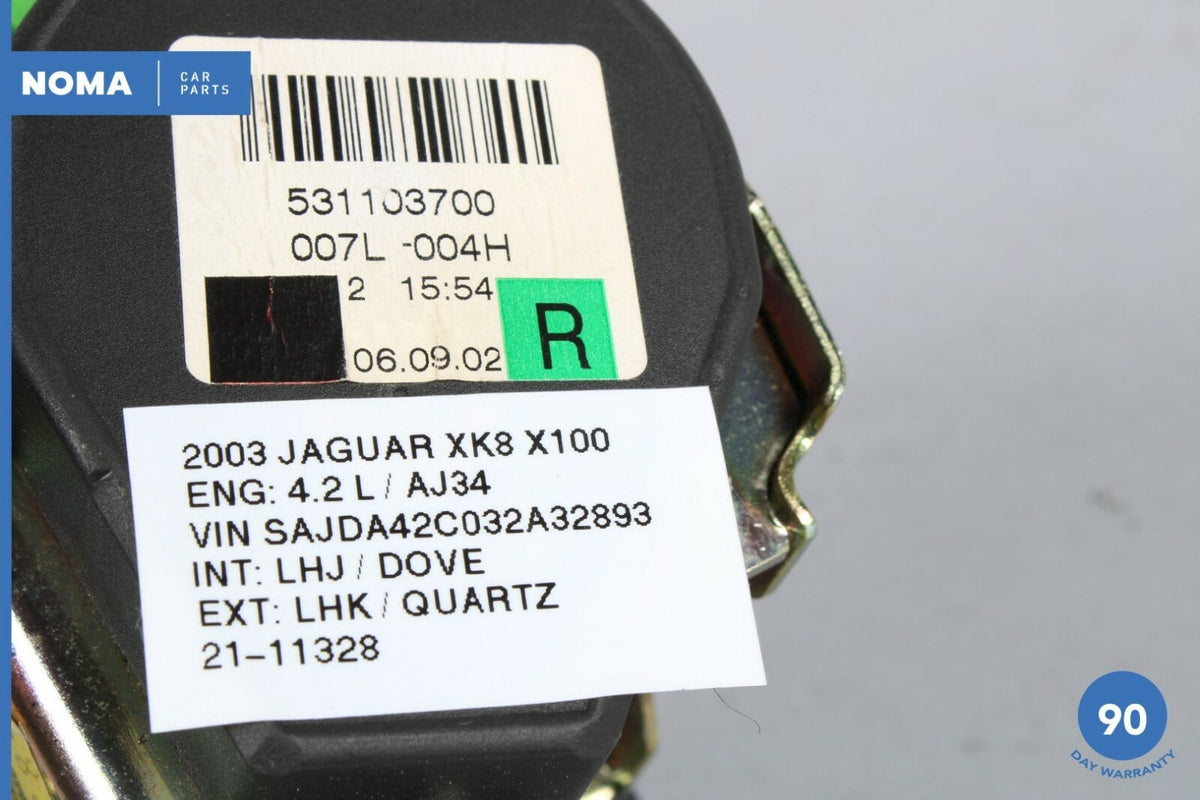 NOMA CAR PARTS
531103700
007L -004H
2 15:54
06.09.02
R
2003 JAGUAR XK8 X100
ENG: 4.2 L / AJ34
VIN SAJDA42C032A32893
INT: LHJ / DOVE
EXT: LHK / QUARTZ
21-11328
90
DAY WARRANTY